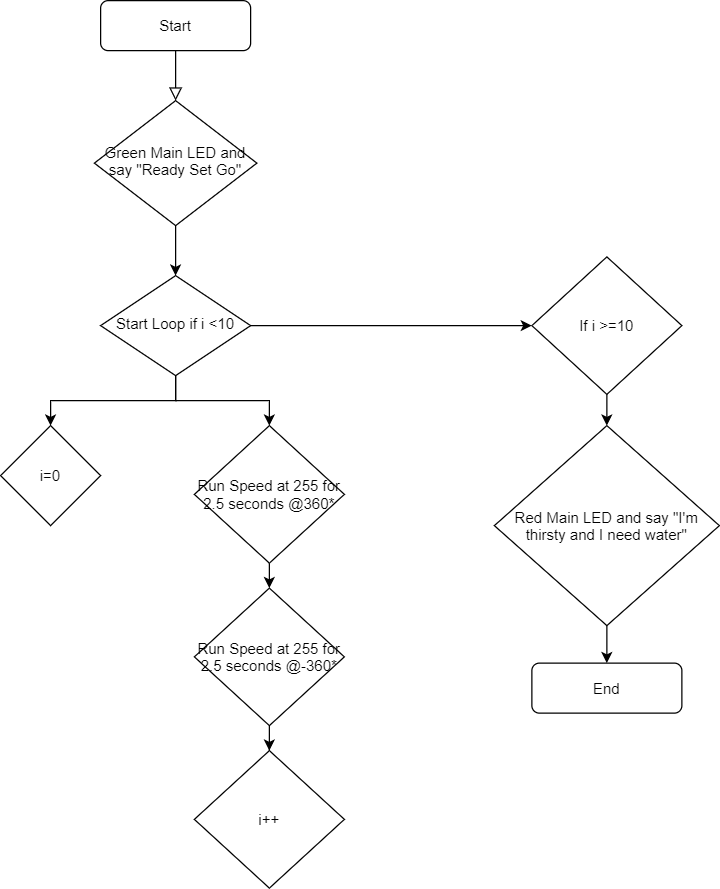 Start
Green Main LED and
say "Ready Set Go"
Start Loop if i <10
If i >=10
i=0
Run Speed at 255 for
2.5 seconds @360*
Red Main LED and say "I'm
thirsty and I need water"
Run Speed at 255 for
2.5 seconds @-360*
End
i++